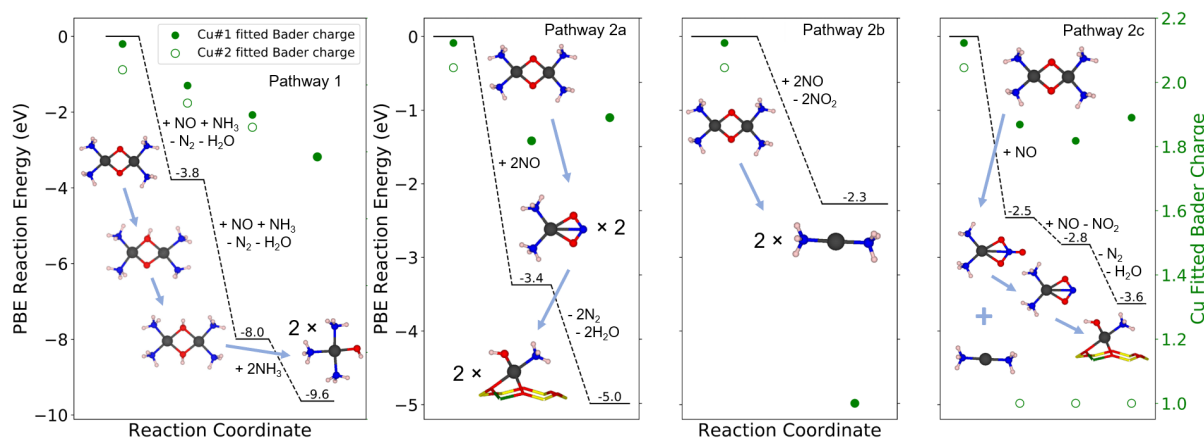 PBE Reaction Energy (eV)
0
−2
−4
−6
−8
−10
Cu#1 fitted Bader charge
Cu#2 fitted Bader charge
Pathway 1
+ NO + NH₃
- N₂ - H₂O
-3.8
+ NO + NH₃
- N₂ - H₂O
-8.0
2 ×
+ 2NH₃
-9.6
Reaction Coordinate
PBE Reaction Energy (eV)
0
−1
−2
−3
−4
−5
Pathway 2a
+ 2NO
× 2
-3.4
- 2N₂
- 2H₂O
2 ×
-5.0
Pathway 2b
+ 2NO
- 2NO₂
-2.3
2 ×
Reaction Coordinate
Pathway 2c
+ NO
-2.5
+ NO - NO₂
-2.8
- N₂
- H₂O
-3.6
+
2.2
2.0
1.8
1.6
1.4
1.2
1.0
Cu Fitted Bader Charge